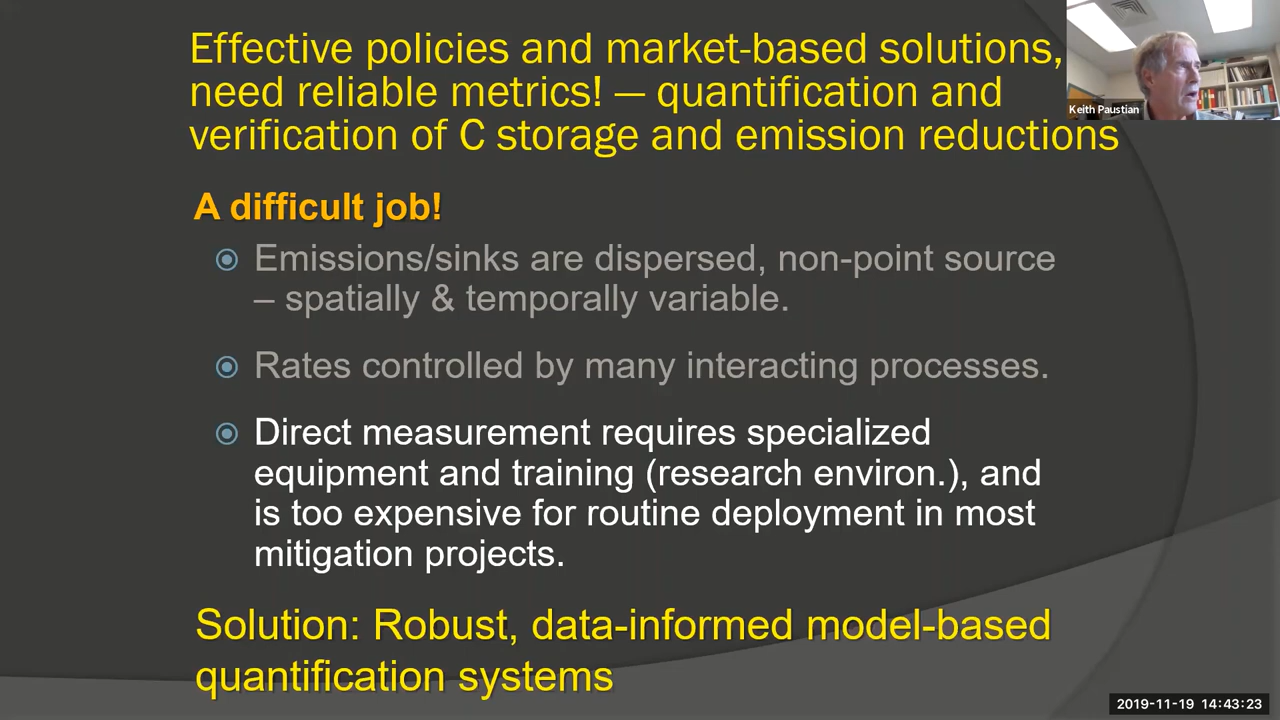 Effective policies and market-based solutions,
need reliable metrics! — quantification and
verification of C storage and emission reductions
Keith Paustian
A difficult job!
Emissions/sinks are dispersed, non-point source
– spatially & temporally variable.
Rates controlled by many interacting processes.
Direct measurement requires specialized
equipment and training (research environ.), and
is too expensive for routine deployment in most
mitigation projects.
Solution: Robust, data-informed model-based
quantification systems
2019-11-19 14:43:23